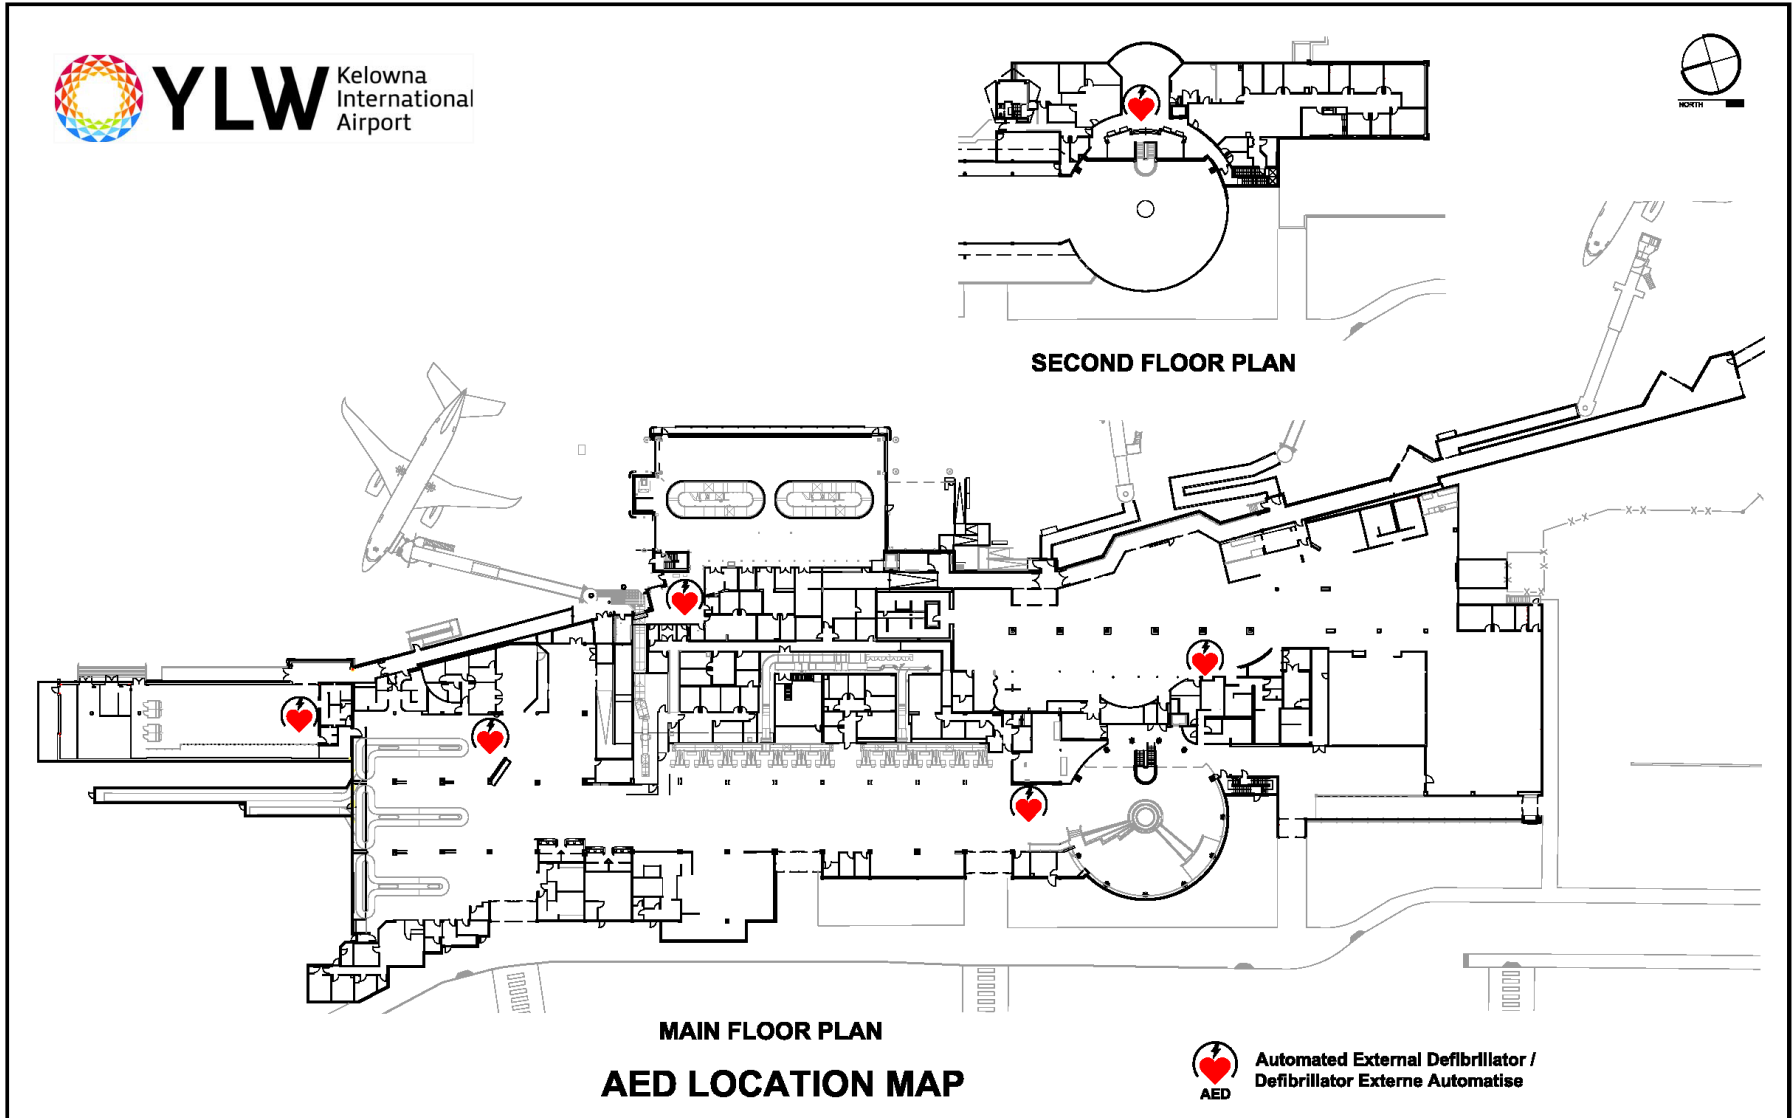 YLW Kelowna
International
Airport
NORTH
SECOND FLOOR PLAN
MAIN FLOOR PLAN
AED LOCATION MAP
Automated External Defibrillator /
Defibrillator Externe Automatise
AED